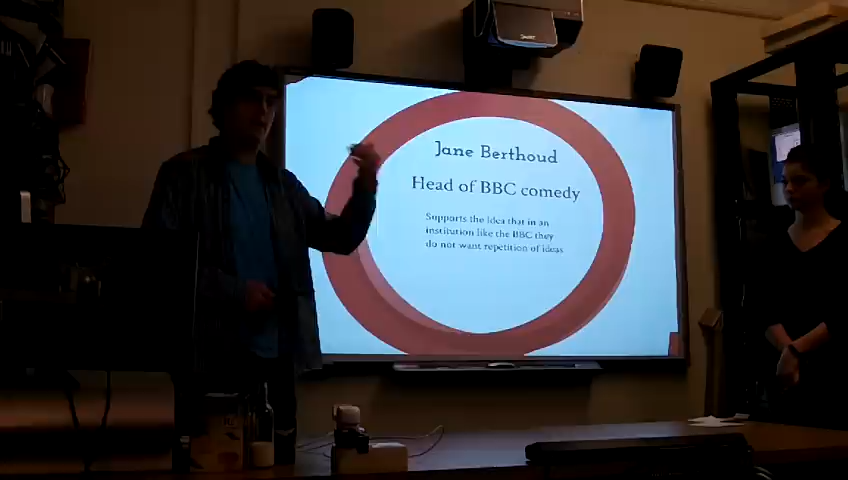 SMART
Jane Berthoud
Head of BBC comedy
Supports the idea that in an
institution like the BBC they
do not want repetition of ideas